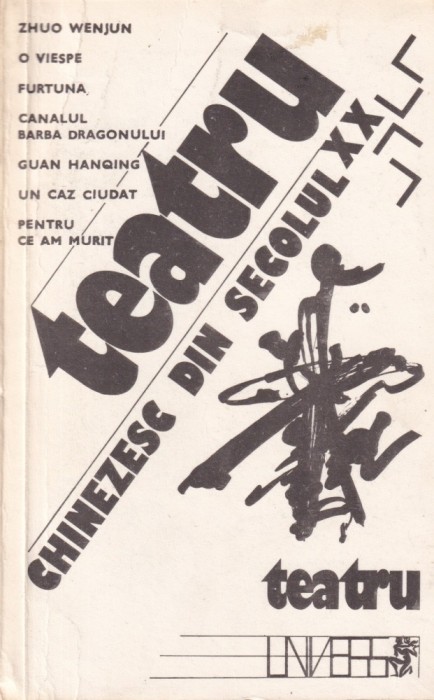 ZHUO WENJUN
O VIESPE
FURTUNA
CANALUL
BARBA DRAGONULUI
GUAN HANQING
UN CAZ CIUDAT
PENTRU
CE AM MURIT
teatru
CHINEZESC DIN SECOLUL XX
teatru
UNIVERS